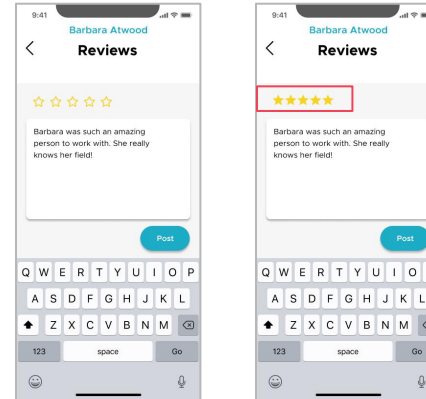 9:41
Barbara Atwood
Reviews
Barbara was such an amazing
person to work with. She really
knows her field!
Post
Q W E R T Y U I O P
A S D F G H J K L
Z X C V B N M
123 space Go
9:41
Barbara Atwood
Reviews
Barbara was such an amazing
person to work with. She really
knows her field!
Post
Q W E R T Y U I O
A S D F G H J K L
Z X C V B N M
123 space Go